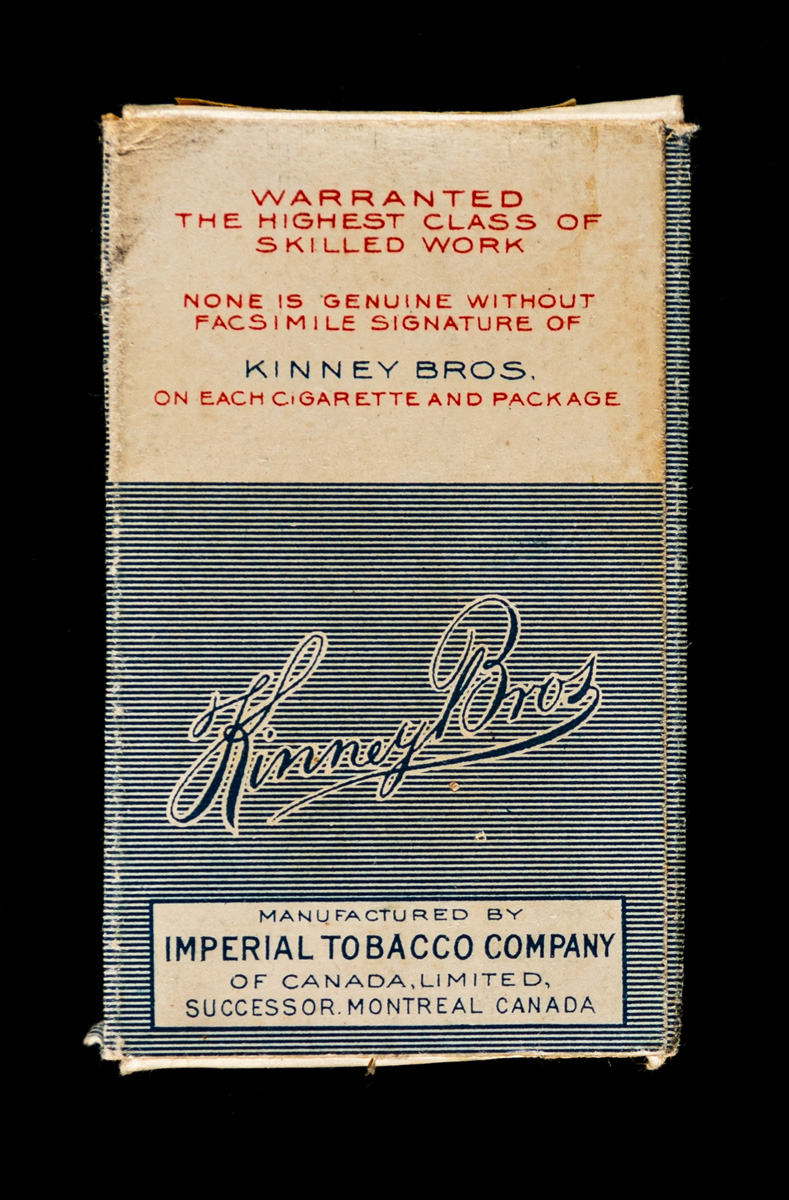 WARRANTED
THE HIGHEST CLASS OF
SKILLED WORK
NONE IS GENUINE WITHOUT
FACSIMILE SIGNATURE OF
KINNEY BROS.
ON EACH CiGARETTE AND PACKAGE
Kinney Bros
MANUFACTURED BY
IMPERIAL TOBACCO COMPANY
OF CANADA, LIMITED,
SUCCESSOR. MONTREAL CANADA